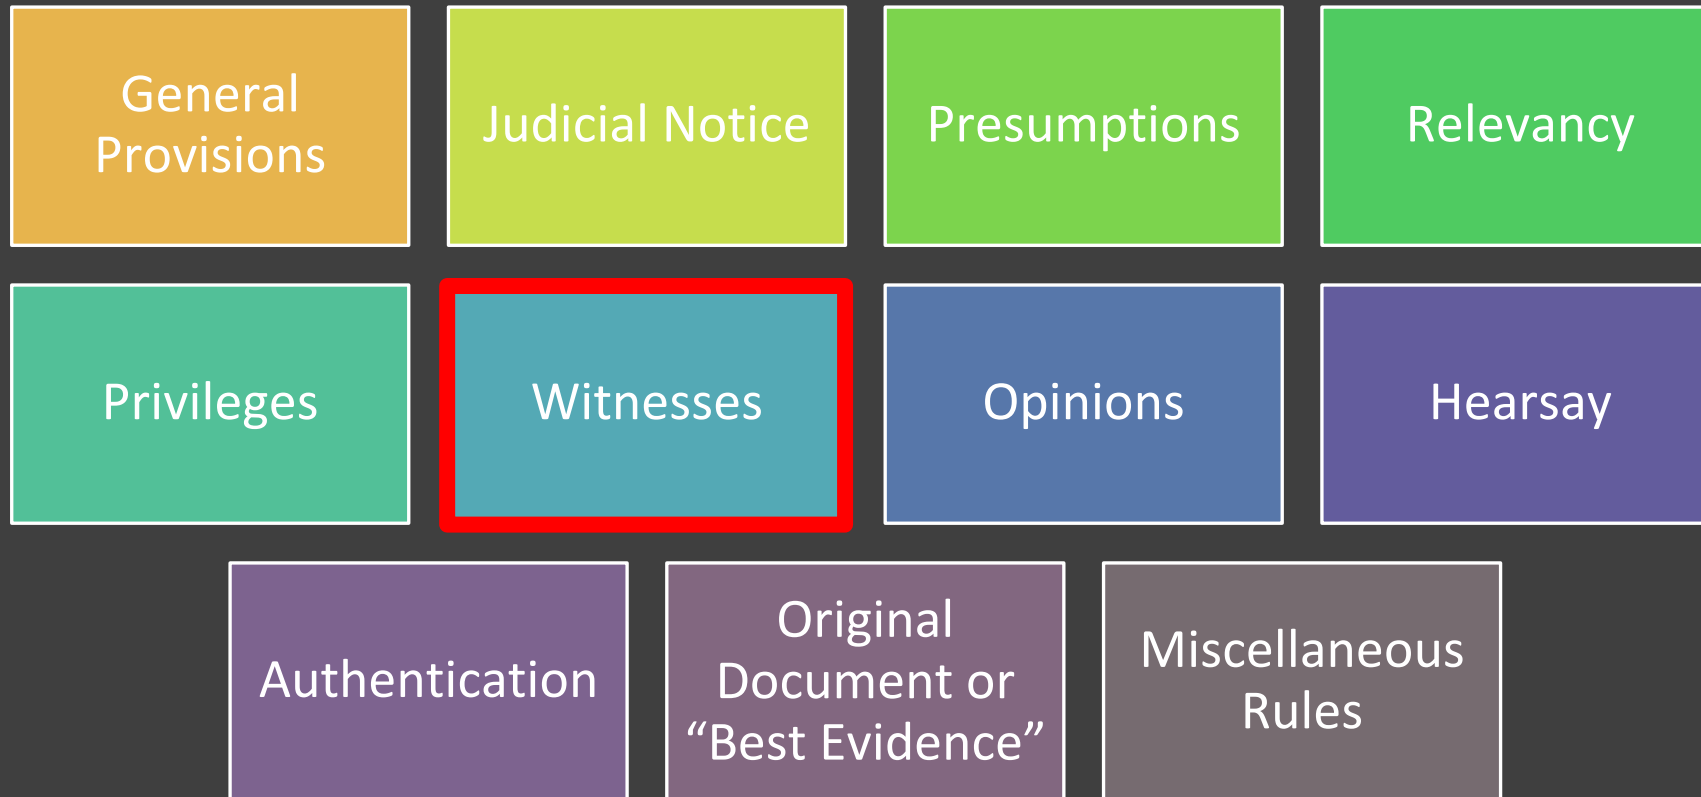 General
Provisions
Judicial Notice
Presumptions
Relevancy
Privileges
Witnesses
Opinions
Hearsay
Authentication
Original
Document or
“Best Evidence”
Miscellaneous
Rules